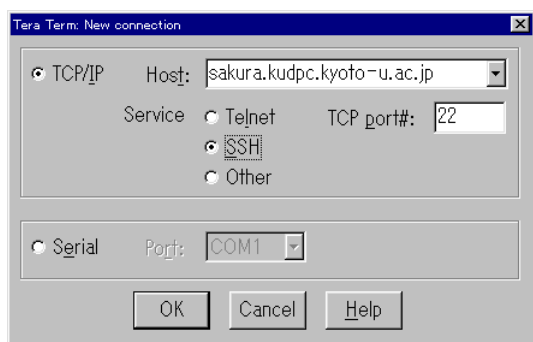 Tera Term: New connection
TCP/IP Host: sakura.kudpc.kyoto-u.ac.jp
Service Telnet TCP port#: 22
SSH
Other
Serial Port: COM1
OK Cancel Help